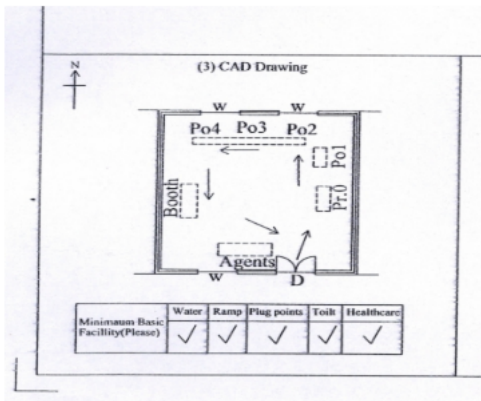 (3) CAD Drawing
N
W W
Po4 Po3 Po2
Po1
Booth
Pr.0
Agents
W D
Water Ramp Plug points Toilt Healthcare
Minimaum Basic
Facillity(Please) ✓ ✓ ✓ ✓ ✓